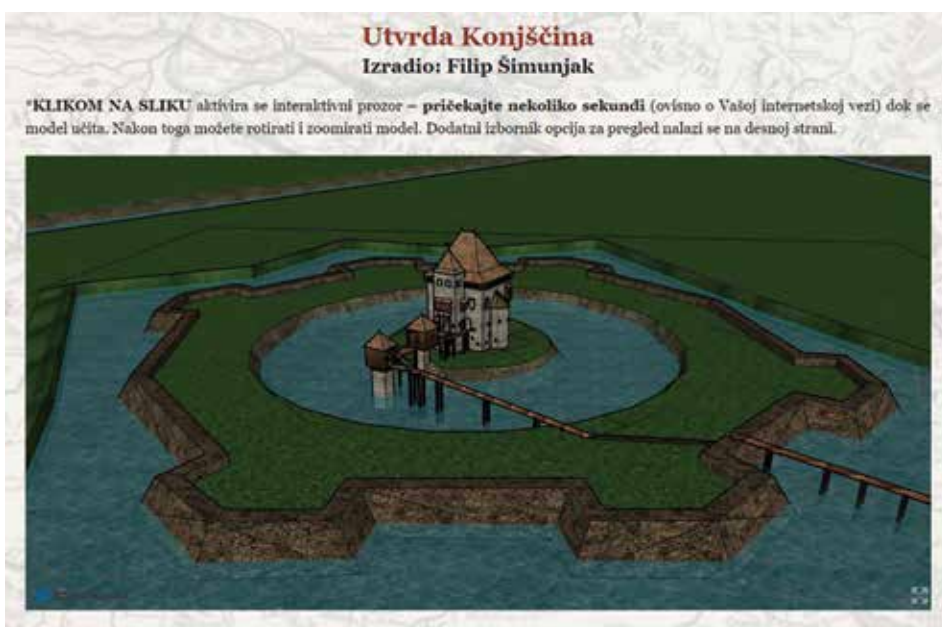 Utvrda Konjščina
Izradio: Filip Šimunjak
*KLIKOM NA SLIKU aktivira se interaktivni prozor – pričekajte nekoliko sekundi (ovisno o Vašoj internetskoj vezi) dok se
model učita. Nakon toga možete rotirati i zoomirati model. Dodatni izbornik opcija za pregled nalazi se na desnoj strani.